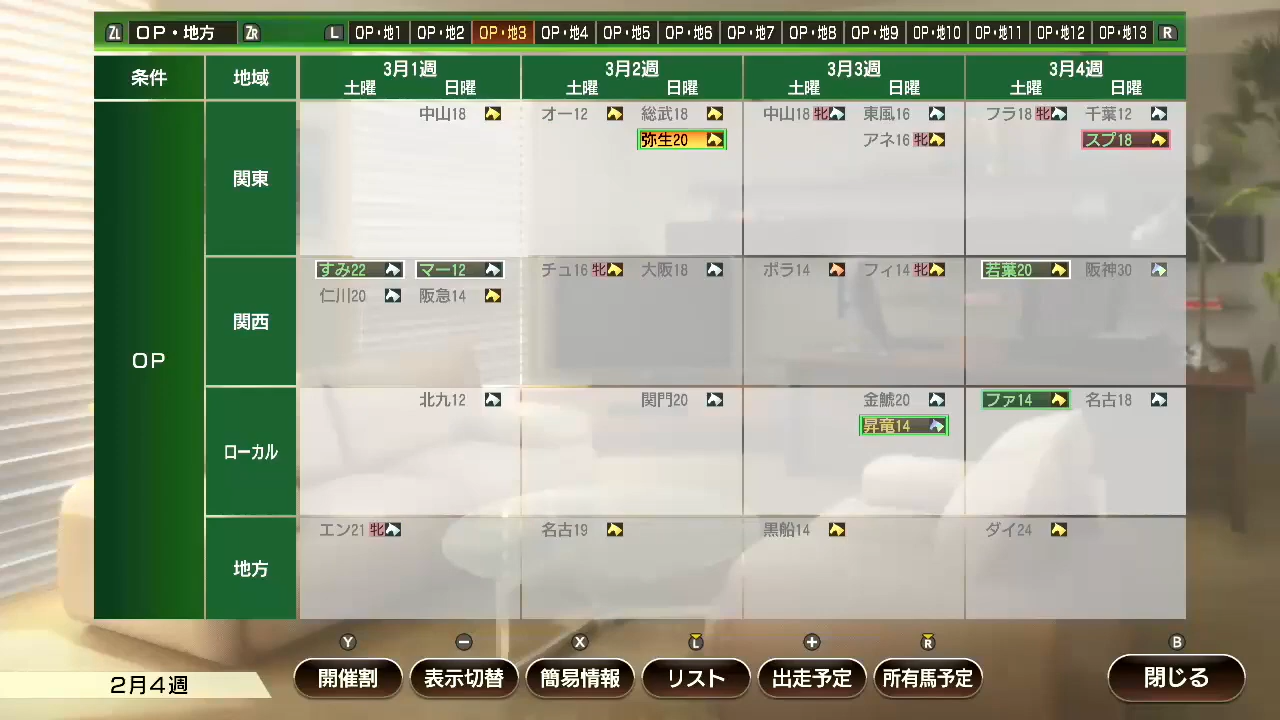 ZL OP・地方 ZR L OP・地1 OP・地2 OP・地3 OP・地4 OP・地5 OP・地6 OP・地7 OP・地8 OP・地9 OP・地10 OP・地11 OP・地12 OP・地13 R
条件 地域 3月1週 3月2週 3月3週 3月4週
土曜 日曜 土曜 日曜 土曜 日曜 土曜 日曜
中山18 オー12 総武18 中山18 牝 東風16 フラ18 牝 千葉12
弥生20 アネ16 牝 スプ18
関東
すみ22 マー12 チュ16 牝 大阪18 ポラ14 フィ14 牝 若葉20 阪神30
仁川20 阪急14
関西
OP
北九12 関門20 金鯱20 ファ14 名古18
昇竜14
ローカル
エン21 牝 名古19 黒船14 ダイ24
地方
Y − X L + R B
開催割 表示切替 簡易情報 リスト 出走予定 所有馬予定 閉じる
2月4週